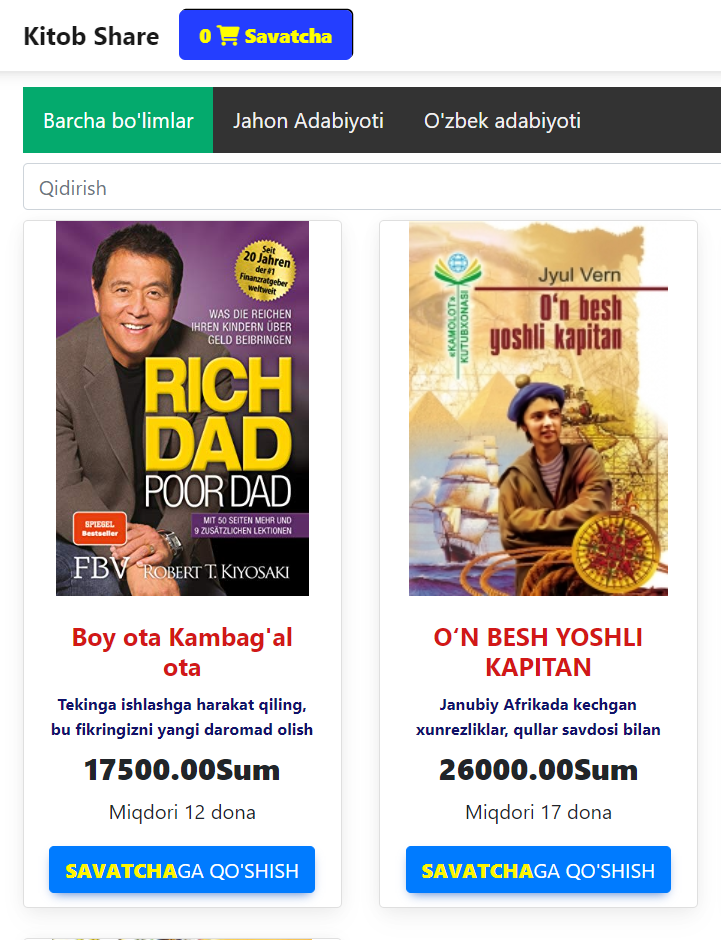 Kitob Share
0 Savatcha
Barcha bo'limlar
Jahon Adabiyoti
O'zbek adabiyoti
Qidirish
Seit
20 Jahren
der #1
Finanzratgeber
weltweit
WAS DIE REICHEN
IHREN KINDERN ÜBER
GELD BEIBRINGEN
RICH
DAD
POOR DAD
MIT 50 SEITEN MEHR UND
9 ZUSÄTZLICHEN LEKTIONEN
SPIEGEL
Bestseller
FBV
ROBERT T. KIYOSAKI
Boy ota Kambag'al
ota
Tekinga ishlashga harakat qiling,
bu fikringizni yangi daromad olish
17500.00Sum
Miqdori 12 dona
SAVATCHAGA QO'SHISH
«KAMOLOT»
KUTUBXONASI
Jyul Vern
O‘n besh
yoshli kapitan
O‘N BESH YOSHLI
KAPITAN
Janubiy Afrikada kechgan
xunrezliklar, qullar savdosi bilan
26000.00Sum
Miqdori 17 dona
SAVATCHAGA QO'SHISH